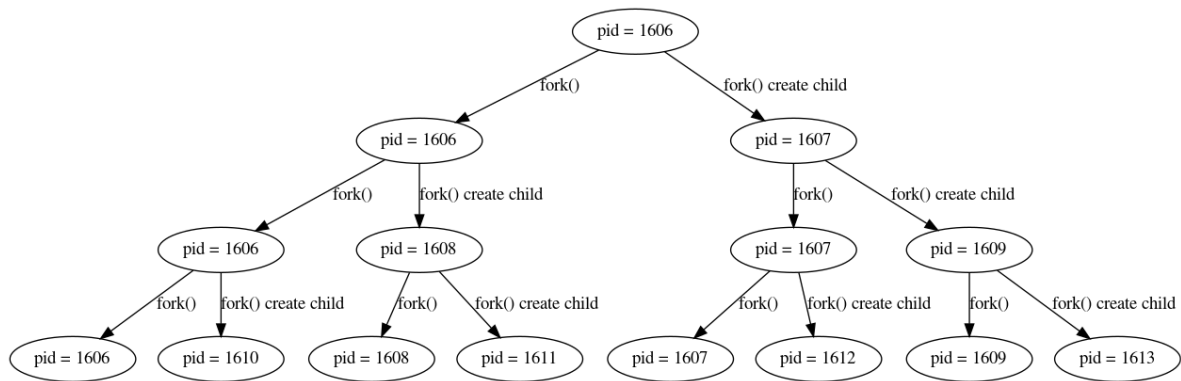 pid = 1606
fork()
fork() create child
pid = 1606
pid = 1607
fork()
fork() create child
fork()
fork() create child
pid = 1606
pid = 1608
pid = 1607
pid = 1609
fork()
fork() create child
fork()
fork() create child
fork()
fork() create child
fork()
fork() create child
pid = 1606
pid = 1610
pid = 1608
pid = 1611
pid = 1607
pid = 1612
pid = 1609
pid = 1613